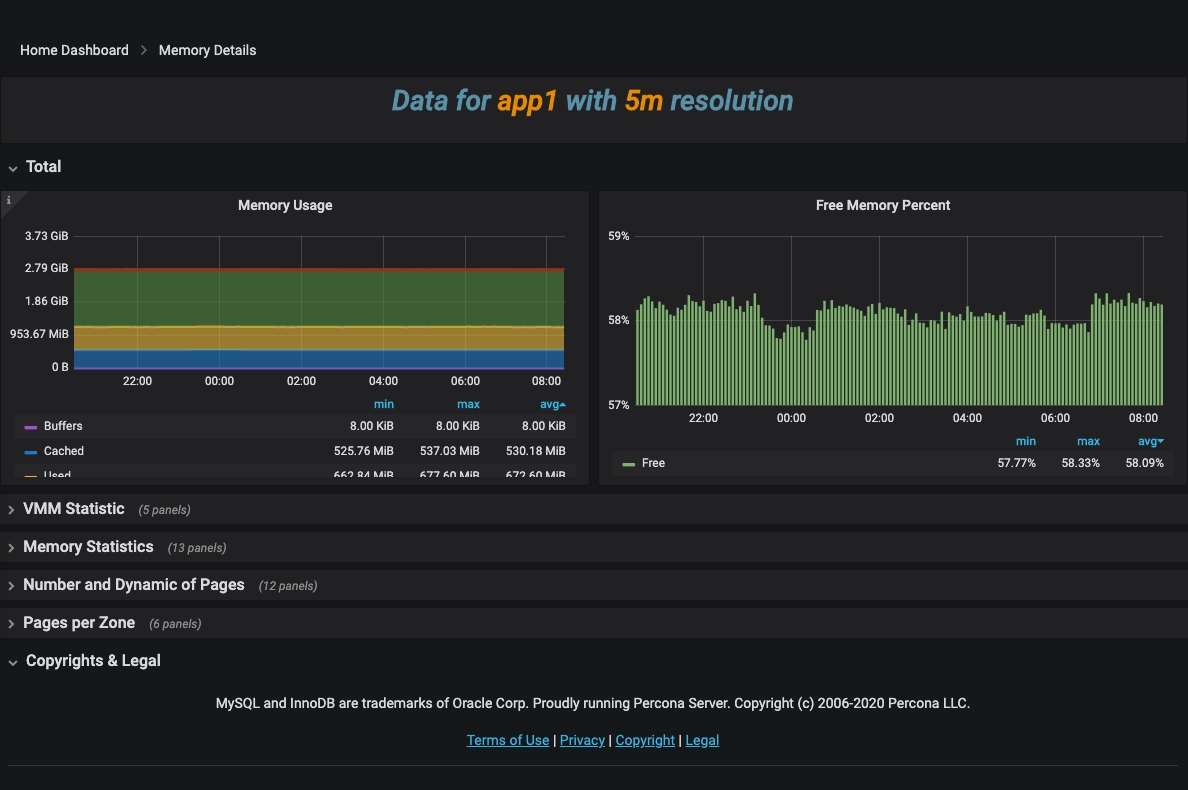 Home Dashboard > Memory Details
Data for app1 with 5m resolution
Total
i
Memory Usage
3.73 GiB
2.79 GiB
1.86 GiB
953.67 MiB
0 B
22:00 00:00 02:00 04:00 06:00 08:00
min max avg
Buffers 8.00 KiB 8.00 KiB 8.00 KiB
Cached 525.76 MiB 537.03 MiB 530.18 MiB
Used 662.84 MiB 677.60 MiB 672.60 MiB
Free Memory Percent
59%
58%
57%
22:00 00:00 02:00 04:00 06:00 08:00
min max avg
Free 57.77% 58.33% 58.09%
VMM Statistic (5 panels)
Memory Statistics (13 panels)
Number and Dynamic of Pages (12 panels)
Pages per Zone (6 panels)
Copyrights & Legal
MySQL and InnoDB are trademarks of Oracle Corp. Proudly running Percona Server. Copyright (c) 2006-2020 Percona LLC.
Terms of Use | Privacy | Copyright | Legal